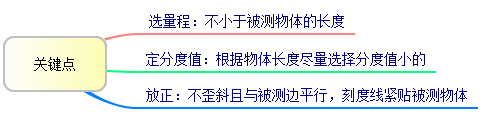 选量程：不小于被测物体的长度
关键点
定分度值：根据物体长度尽量选择分度值小的
放正：不歪斜且与被测边平行，刻度线紧贴被测物体